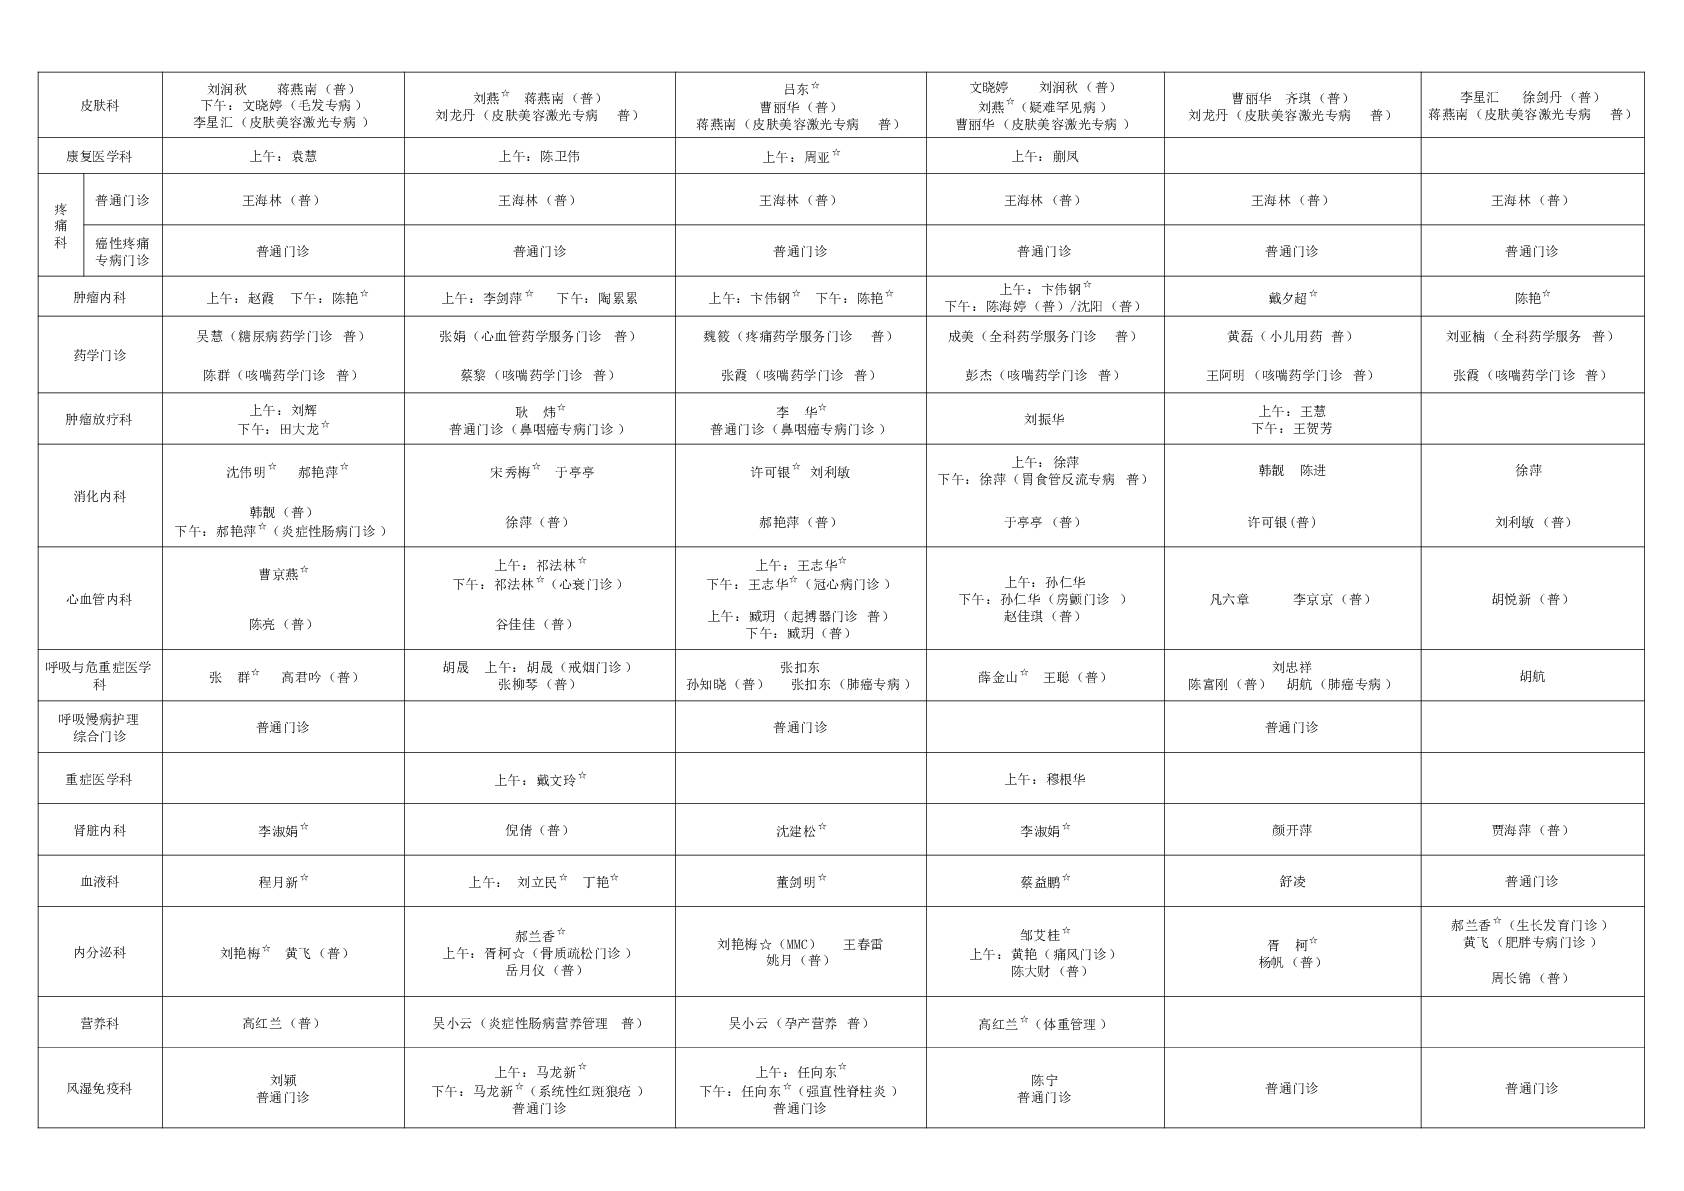 皮肤科
刘润秋 蒋燕南（普）
下午：文晓婷（毛发专病）
李星汇（皮肤美容激光专病）
刘燕☆ 蒋燕南（普）
刘龙丹（皮肤美容激光专病 普）
吕东☆
曹丽华（普）
蒋燕南（皮肤美容激光专病 普）
文晓婷 刘润秋（普）
刘燕☆（疑难罕见病）
曹丽华（皮肤美容激光专病）
曹丽华 齐琪（普）
刘龙丹（皮肤美容激光专病 普）
李星汇 徐剑丹（普）
蒋燕南（皮肤美容激光专病 普）
康复医学科
上午：袁慧
上午：陈卫伟
上午：周亚☆
上午：蒯凤
疼
痛
科
普通门诊
王海林（普）
王海林（普）
王海林（普）
王海林（普）
王海林（普）
王海林（普）
癌性疼痛
专病门诊
普通门诊
普通门诊
普通门诊
普通门诊
普通门诊
普通门诊
肿瘤内科
上午：赵霞 下午：陈艳☆
上午：李剑萍☆ 下午：陶累累
上午：卞伟钢☆ 下午：陈艳☆
上午：卞伟钢☆
下午：陈海婷（普）/沈阳（普）
戴夕超☆
陈艳☆
药学门诊
吴慧（糖尿病药学门诊 普）
陈群（咳喘药学门诊 普）
张娟（心血管药学服务门诊 普）
蔡黎（咳喘药学门诊 普）
魏筱（疼痛药学服务门诊 普）
张霞（咳喘药学门诊 普）
成美（全科药学服务门诊 普）
彭杰（咳喘药学门诊 普）
黄磊（小儿用药 普）
王阿明（咳喘药学门诊 普）
刘亚楠（全科药学服务 普）
张霞（咳喘药学门诊 普）
肿瘤放疗科
上午：刘辉
下午：田大龙☆
耿 炜☆
普通门诊（鼻咽癌专病门诊）
李 华☆
普通门诊（鼻咽癌专病门诊）
刘振华
上午：王慧
下午：王贺芳
消化内科
沈伟明☆ 郝艳萍☆
韩靓（普）
下午：郝艳萍☆（炎症性肠病门诊）
宋秀梅☆ 于亭亭
徐萍（普）
许可银☆ 刘利敏
郝艳萍（普）
上午：徐萍
下午：徐萍（胃食管反流专病 普）
于亭亭（普）
韩靓 陈进
许可银(普)
徐萍
刘利敏（普）
心血管内科
曹京燕☆
陈亮（普）
上午：祁法林☆
下午：祁法林☆（心衰门诊）
谷佳佳（普）
上午：王志华☆
下午：王志华☆（冠心病门诊）
上午：臧玥（起搏器门诊 普）
下午：臧玥（普）
上午：孙仁华
下午：孙仁华（房颤门诊 ）
赵佳琪（普）
凡六章 李京京（普）
胡悦新（普）
呼吸与危重症医学
科
张 群☆ 高君吟（普）
胡晟 上午：胡晟（戒烟门诊）
张柳琴（普）
张扣东
孙知晓（普） 张扣东（肺癌专病）
薛金山☆ 王聪（普）
刘忠祥
陈富刚（普） 胡航（肺癌专病）
胡航
呼吸慢病护理
综合门诊
普通门诊
普通门诊
普通门诊
重症医学科
上午：戴文玲☆
上午：穆根华
肾脏内科
李淑娟☆
倪倩（普）
沈建松☆
李淑娟☆
颜开萍
贾海萍（普）
血液科
程月新☆
上午： 刘立民☆ 丁艳☆
董剑明☆
蔡益鹏☆
舒凌
普通门诊
内分泌科
刘艳梅☆ 黄飞（普）
郝兰香☆
上午：胥柯☆（骨质疏松门诊）
岳月仪（普）
刘艳梅☆（MMC） 王春雷
姚月（普）
邹艾桂☆
上午：黄艳（痛风门诊）
陈大财（普）
胥 柯☆
杨帆（普）
郝兰香☆（生长发育门诊）
黄飞（肥胖专病门诊）
周长锦（普）
营养科
高红兰（普）
吴小云（炎症性肠病营养管理 普）
吴小云（孕产营养 普）
高红兰☆（体重管理）
风湿免疫科
刘颖
普通门诊
上午：马龙新☆
下午：马龙新☆（系统性红斑狼疮）
普通门诊
上午：任向东☆
下午：任向东☆（强直性脊柱炎）
普通门诊
陈宁
普通门诊
普通门诊
普通门诊